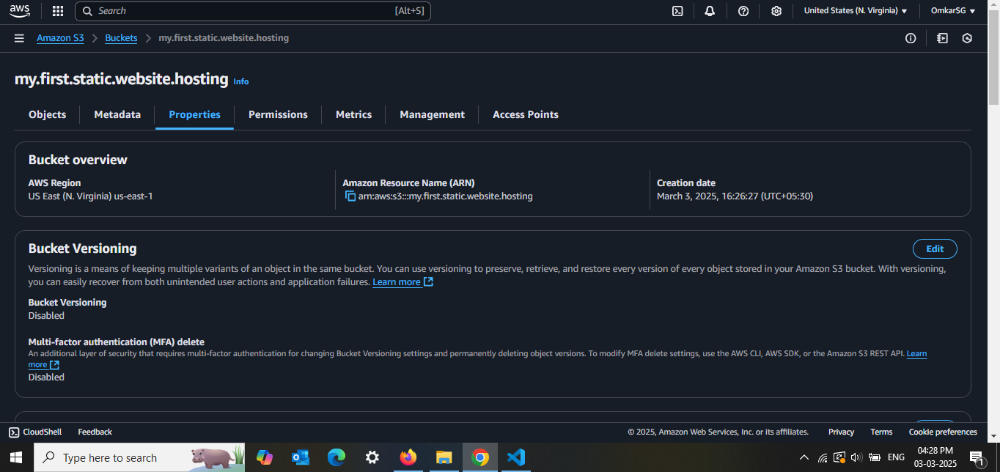 aws
Search
[Alt+S]
United States (N. Virginia)
OmkarSG
Amazon S3
Buckets
my.first.static.website.hosting
my.first.static.website.hosting Info
Objects
Metadata
Properties
Permissions
Metrics
Management
Access Points
Bucket overview
AWS Region
US East (N. Virginia) us-east-1
Amazon Resource Name (ARN)
arn:aws:s3:::my.first.static.website.hosting
Creation date
March 3, 2025, 16:26:27 (UTC+05:30)
Bucket Versioning
Edit
Versioning is a means of keeping multiple variants of an object in the same bucket. You can use versioning to preserve, retrieve, and restore every version of every object stored in your Amazon S3 bucket. With versioning,
you can easily recover from both unintended user actions and application failures. Learn more
Bucket Versioning
Disabled
Multi-factor authentication (MFA) delete
An additional layer of security that requires multi-factor authentication for changing Bucket Versioning settings and permanently deleting object versions. To modify MFA delete settings, use the AWS CLI, AWS SDK, or the Amazon S3 REST API. Learn
more
Disabled
CloudShell
Feedback
© 2025, Amazon Web Services, Inc. or its affiliates.
Privacy
Terms
Cookie preferences
Type here to search
ENG
04:28 PM
03-03-2025
1